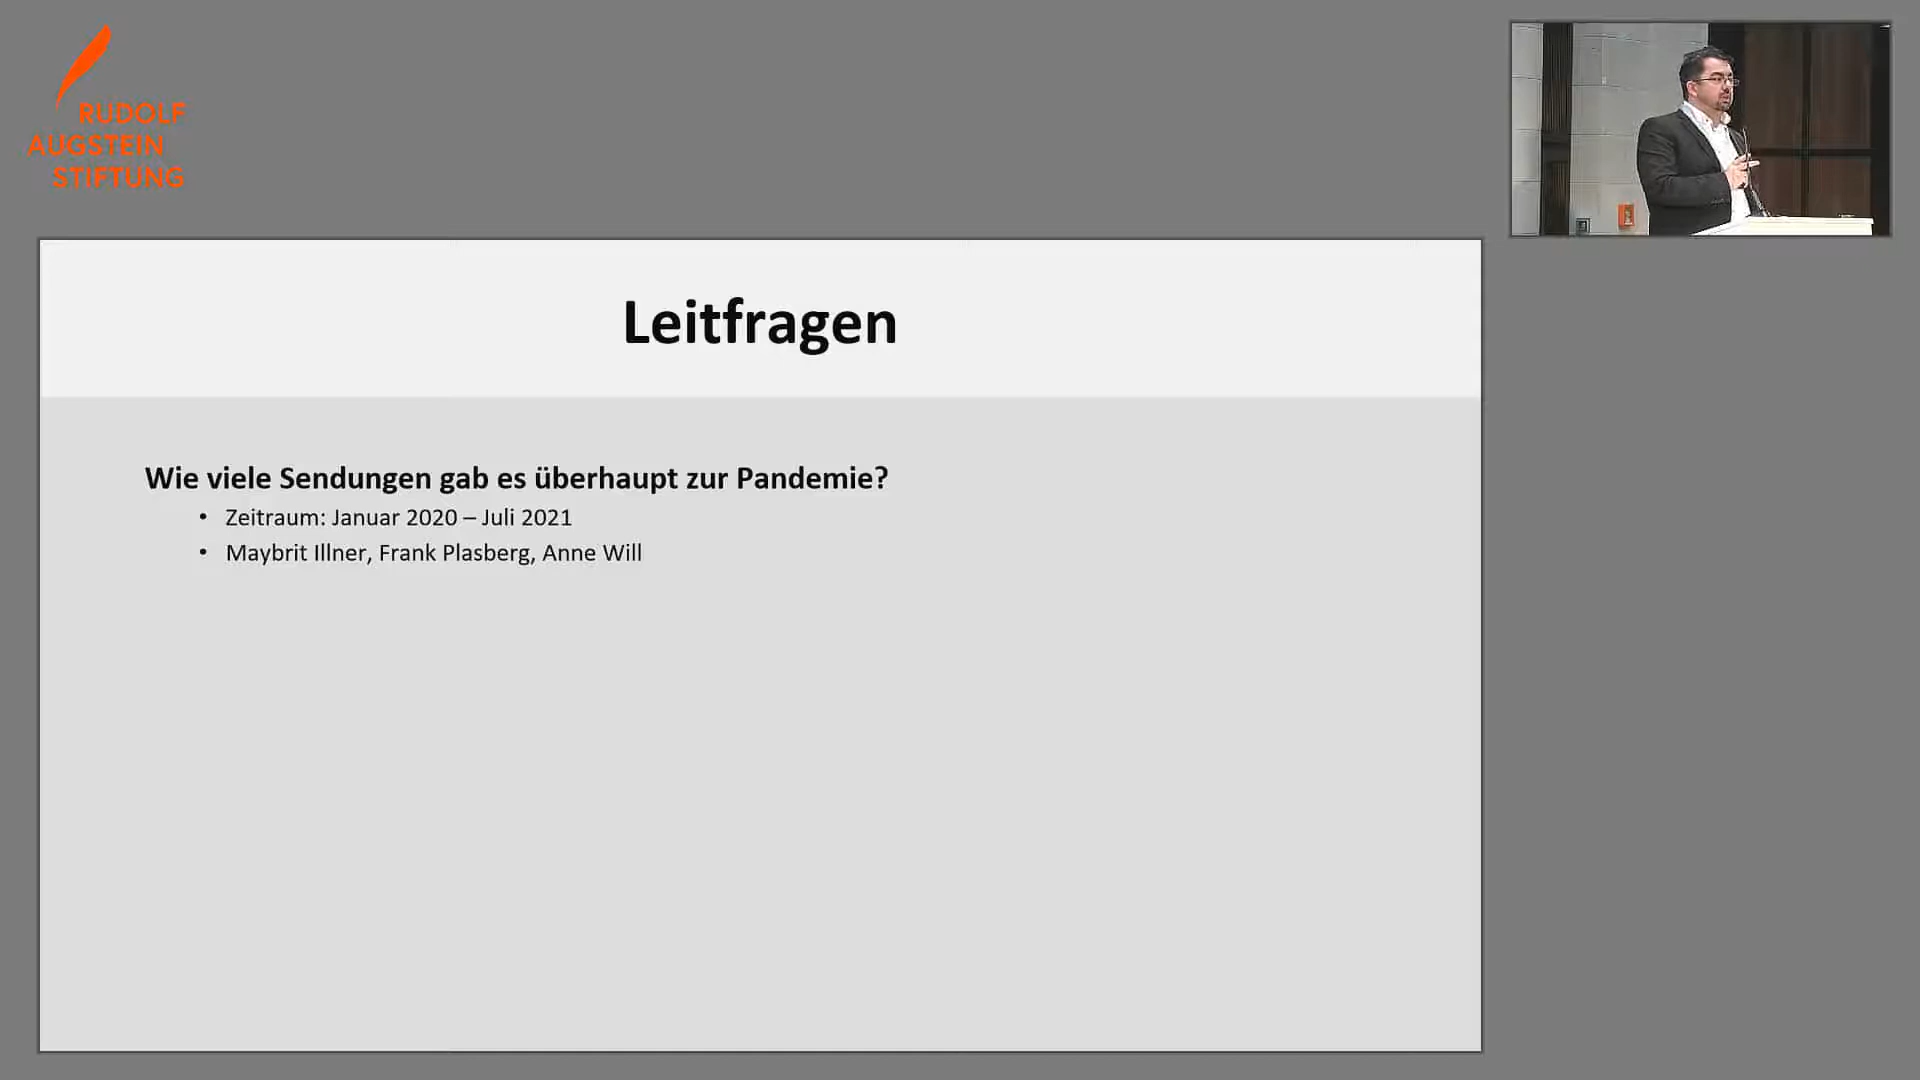 RUDOLF
AUGSTEIN
STIFTUNG
Leitfragen
Wie viele Sendungen gab es überhaupt zur Pandemie?
• Zeitraum: Januar 2020 – Juli 2021
• Maybrit Illner, Frank Plasberg, Anne Will